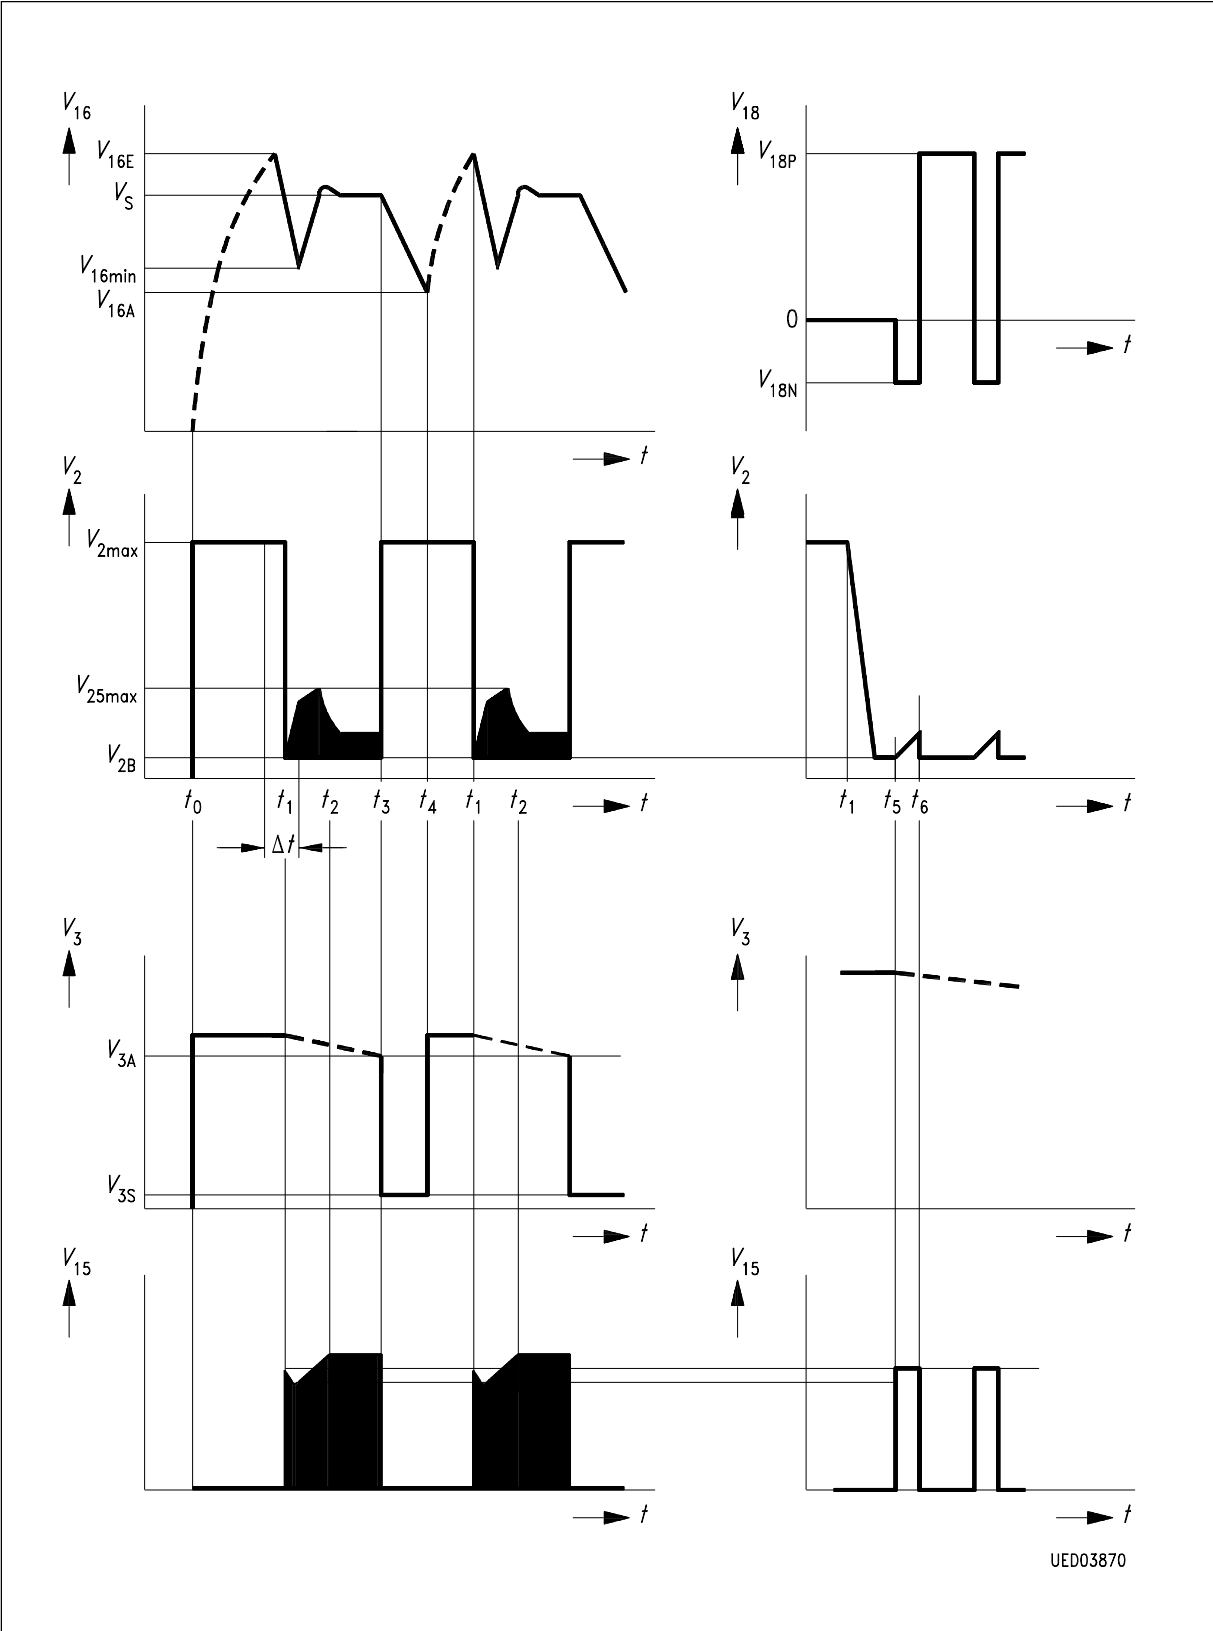 V16
V16E
VS
V16min
V16A
t
V18
V18P
0
V18N
t
V2
V2max
V25max
V2B
t0 t1 t2 t3 t4 t1 t2 t
Δt
V2
t1 t5 t6 t
V3
V3A
V3S
t
V3
t
V15
t
V15
t
UED03870